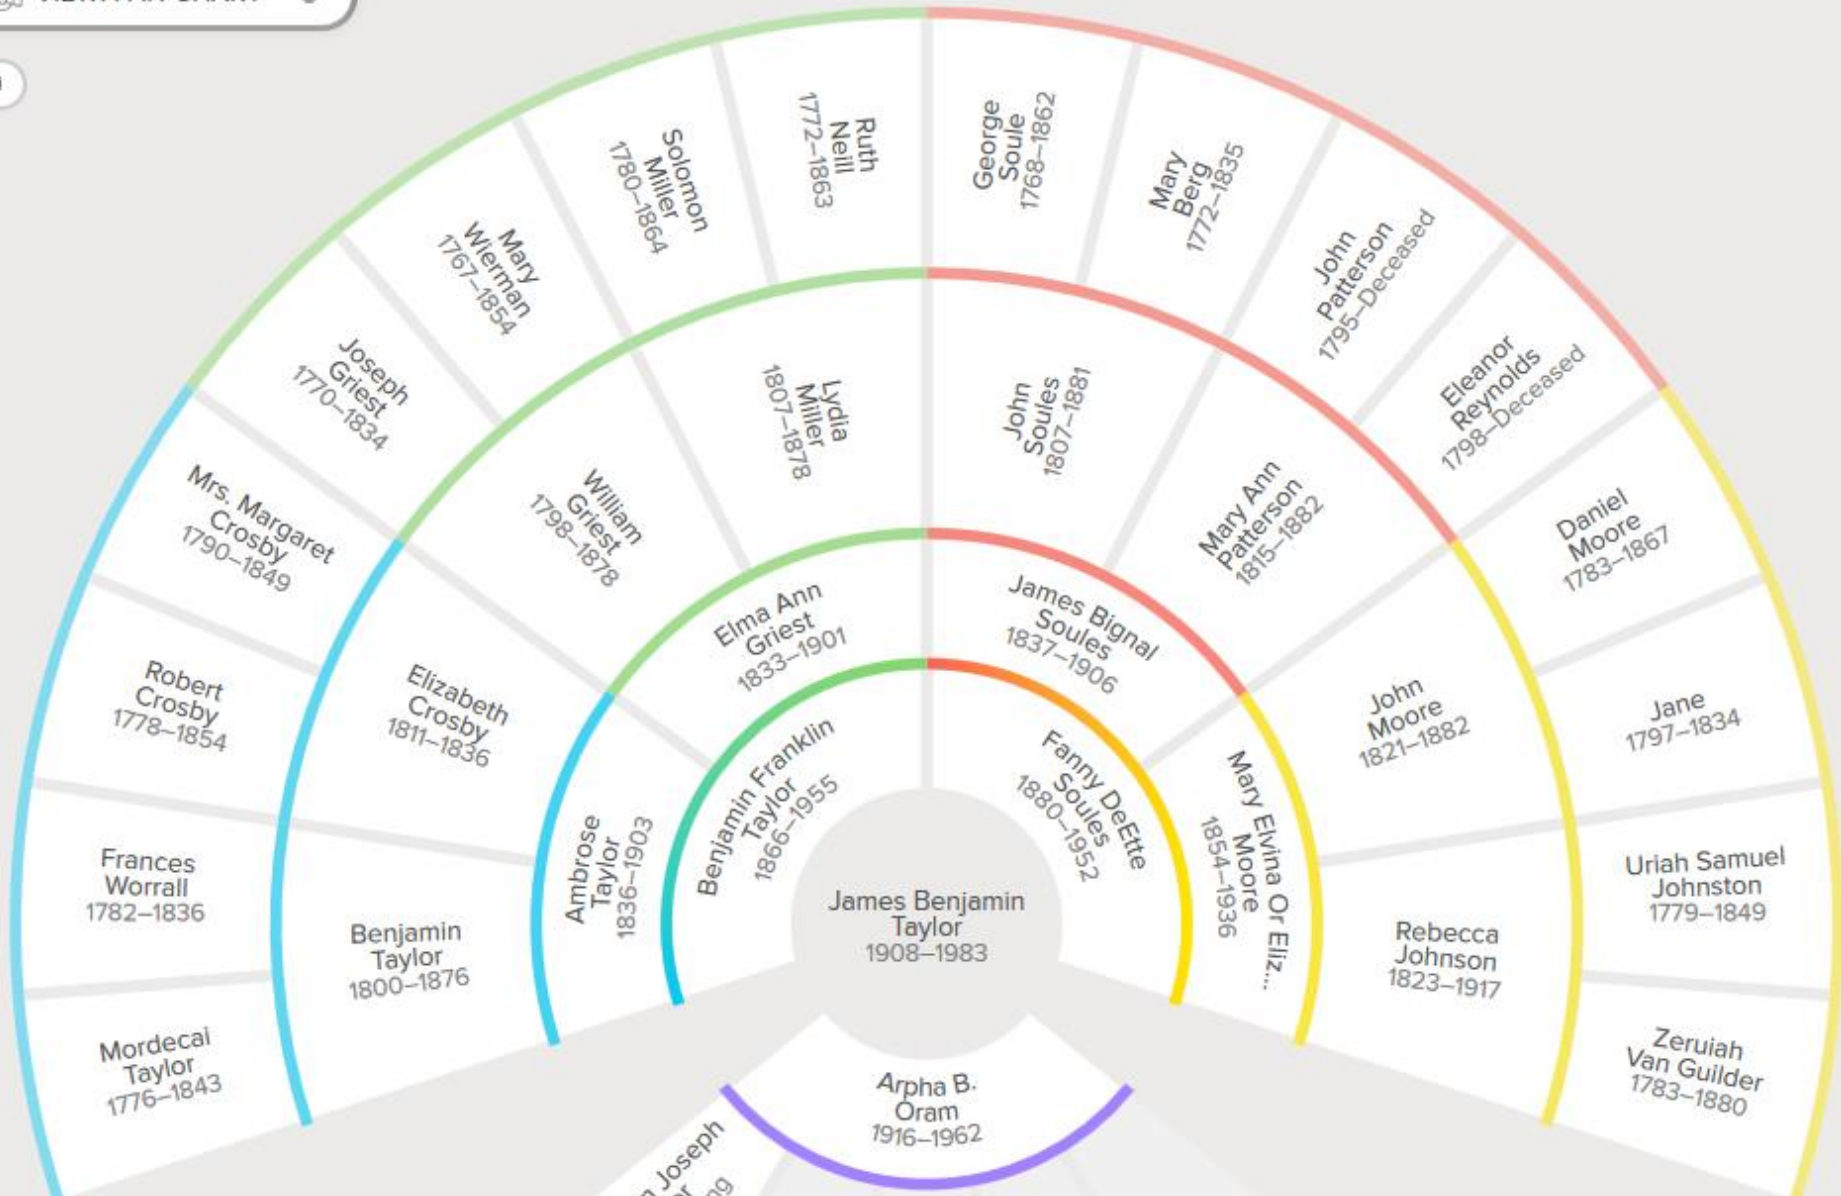 George
Soule
1768–1862
Ruth
Neill
1772–1863
Mary
Berg
1772–1835
Solomon
Miller
1780–1864
John
Patterson
1795–Deceased
Mary
Wierman
1767–1854
Eleanor
Reynolds
1798–Deceased
Joseph
Griest
1770–1834
Lydia
Miller
1807–1878
John
Soules
1807–1881
Mrs. Margaret
Crosby
1790–1849
William
Griest
1798–1878
Mary Ann
Patterson
1815–1882
Daniel
Moore
1783–1867
Elma Ann
Griest
1833–1901
James Bignal
Soules
1837–1906
Robert
Crosby
1778–1854
Elizabeth
Crosby
1811–1836
John
Moore
1821–1882
Jane
1797–1834
Benjamin Franklin
Taylor
1866–1955
Fanny DeEtte
Soules
1880–1952
Ambrose
Taylor
1836–1903
Mary Elvina Or Eliz...
Moore
1854–1936
Frances
Worrall
1782–1836
Uriah Samuel
Johnston
1779–1849
James Benjamin
Taylor
1908–1983
Benjamin
Taylor
1800–1876
Rebecca
Johnson
1823–1917
Mordecai
Taylor
1776–1843
Zeruiah
Van Guilder
1783–1880
Arpha B.
Oram
1916–1962
Joseph